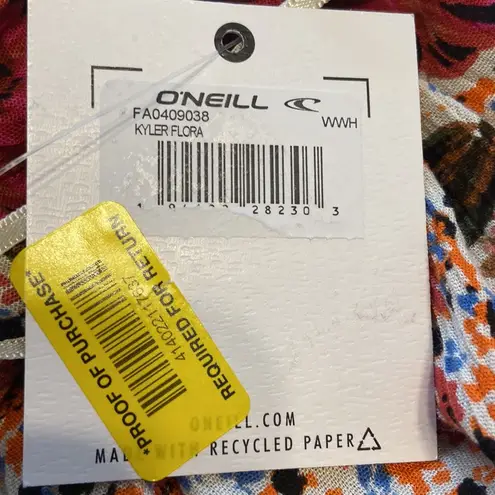 O'NEILL
FA0409038 WWH
KYLER FLORA
28230 3
*PROOF OF PURCHASE*
REQUIRED FOR RETURN
ONEILL.COM
MADE WITH RECYCLED PAPER